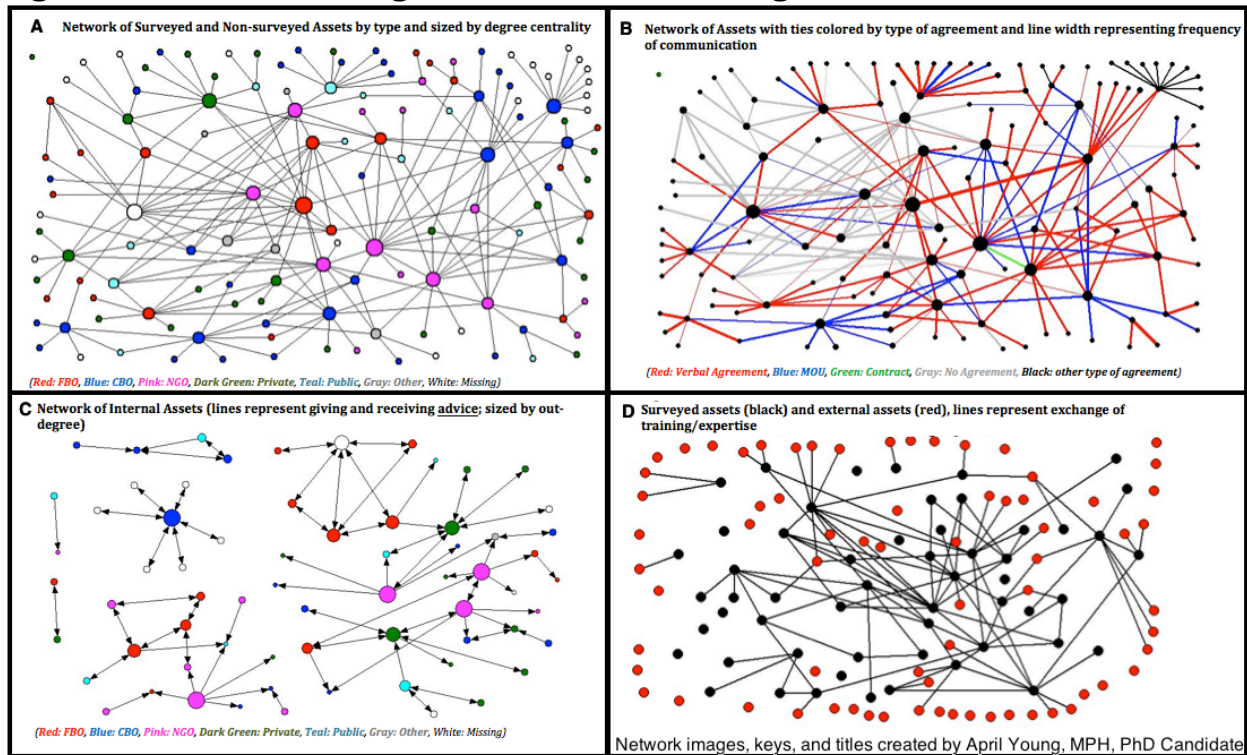 A Network of Surveyed and Non-surveyed Assets by type and sized by degree centrality
(Red: FBO, Blue: CBO, Pink: NGO, Dark Green: Private, Teal: Public, Gray: Other, White: Missing)
B Network of Assets with ties colored by type of agreement and line width representing frequency
of communication
(Red: Verbal Agreement, Blue: MOU, Green: Contract, Gray: No Agreement, Black: other type of agreement)
C Network of Internal Assets (lines represent giving and receiving advice; sized by out-
degree)
(Red: FBO, Blue: CBO, Pink: NGO, Dark Green: Private, Teal: Public, Gray: Other, White: Missing)
D Surveyed assets (black) and external assets (red), lines represent exchange of
training/expertise
Network images, keys, and titles created by April Young, MPH, PhD Candidate